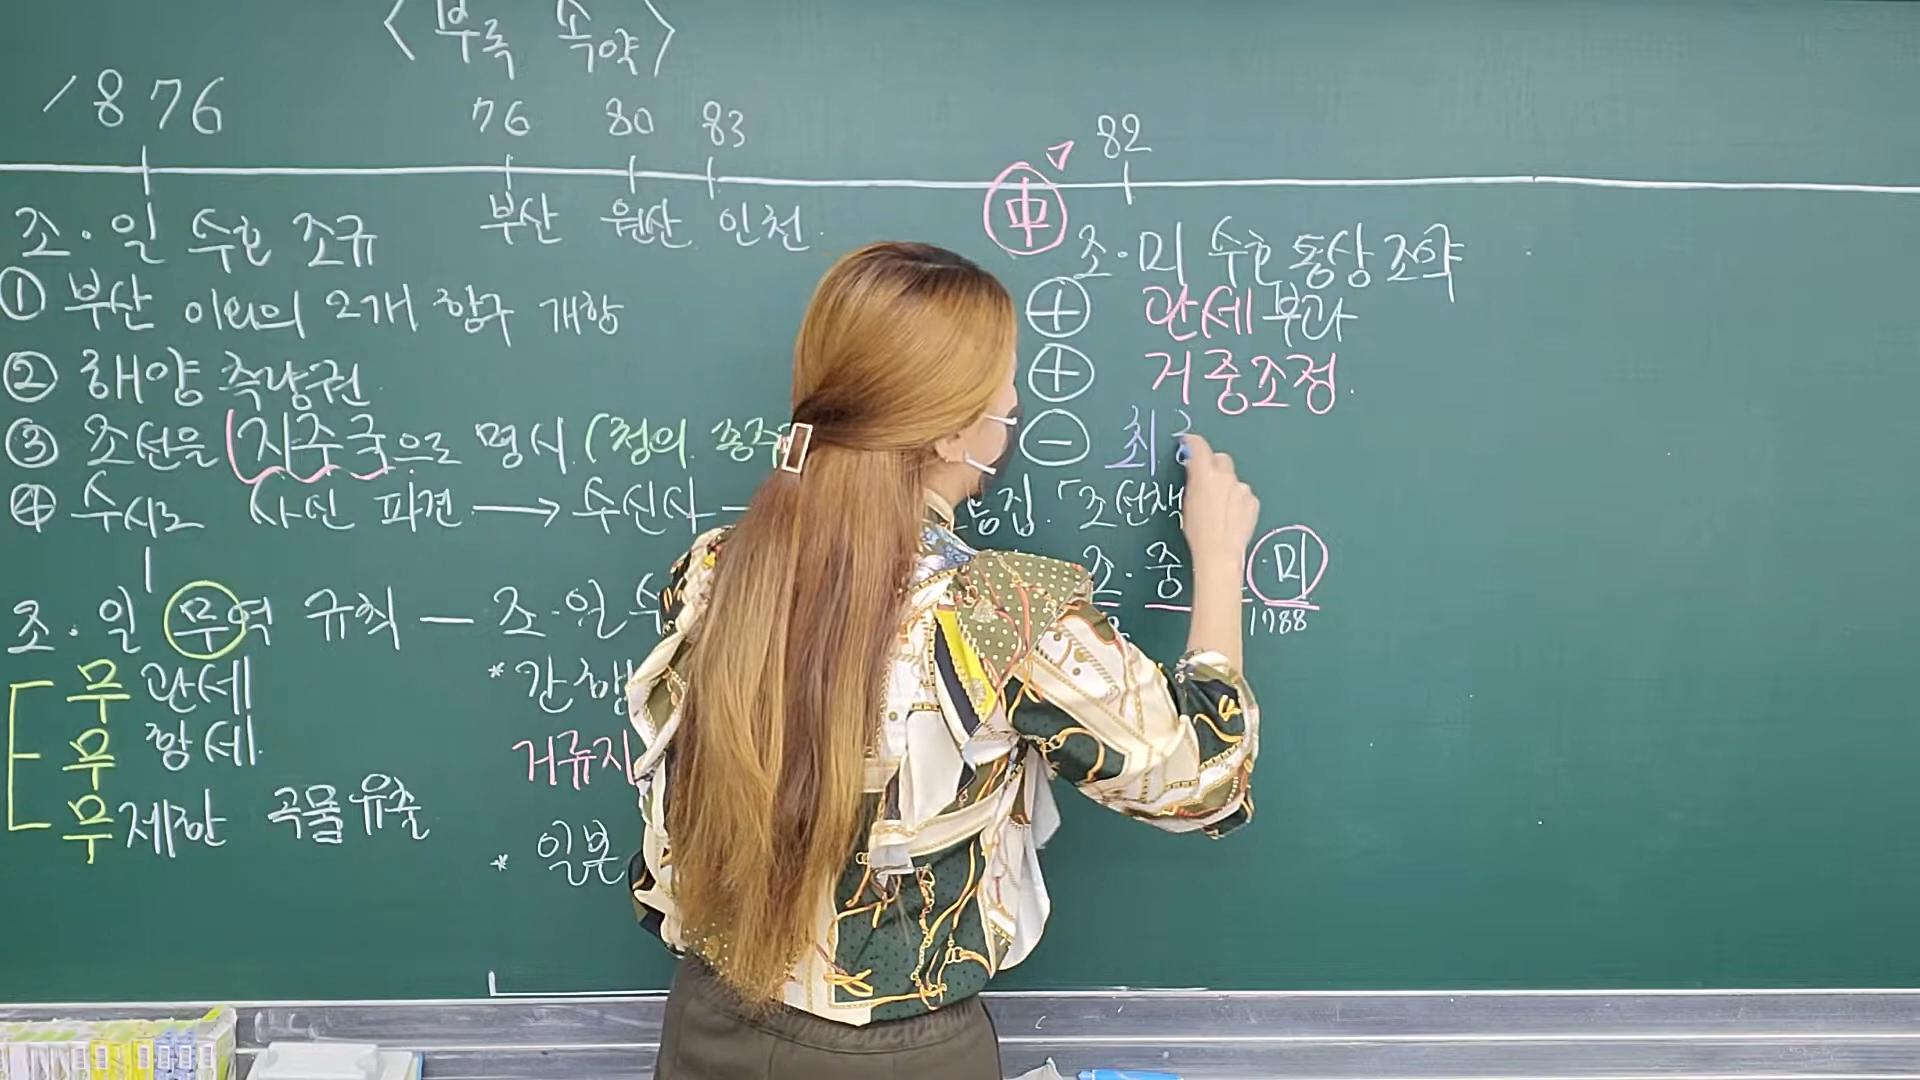 <부록 속약>
1876
76 80 83
82
부산 원산 인천
中
조·일 수호 조규
① 부산 이외의 2개 항구 개항
② 해양 측량권
③ 조선을 자주국으로 명시 (청의 종주
④ 수시로 사신 파견 → 수신사 –
조·일 무역 규칙 — 조·일 수
무관세
무항세
무제한 곡물유출
* 간행
거류지
* 일본
조·미 수호통상조약
⊕ 관세부과
⊕ 거중조정
⊖ 최
「조선책
조·중 미